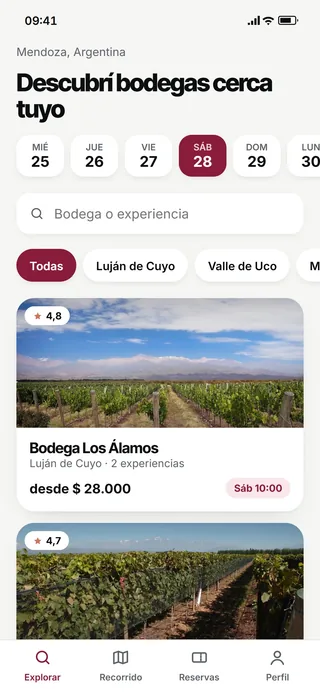 09:41
Mendoza, Argentina
Descubrí bodegas cerca
tuyo
MIÉ JUE VIE SÁB DOM LUN
25 26 27 28 29 30
Bodega o experiencia
Todas Luján de Cuyo Valle de Uco M
4,8
Bodega Los Álamos
Luján de Cuyo · 2 experiencias
desde $ 28.000 Sáb 10:00
4,7
Explorar Recorrido Reservas Perfil